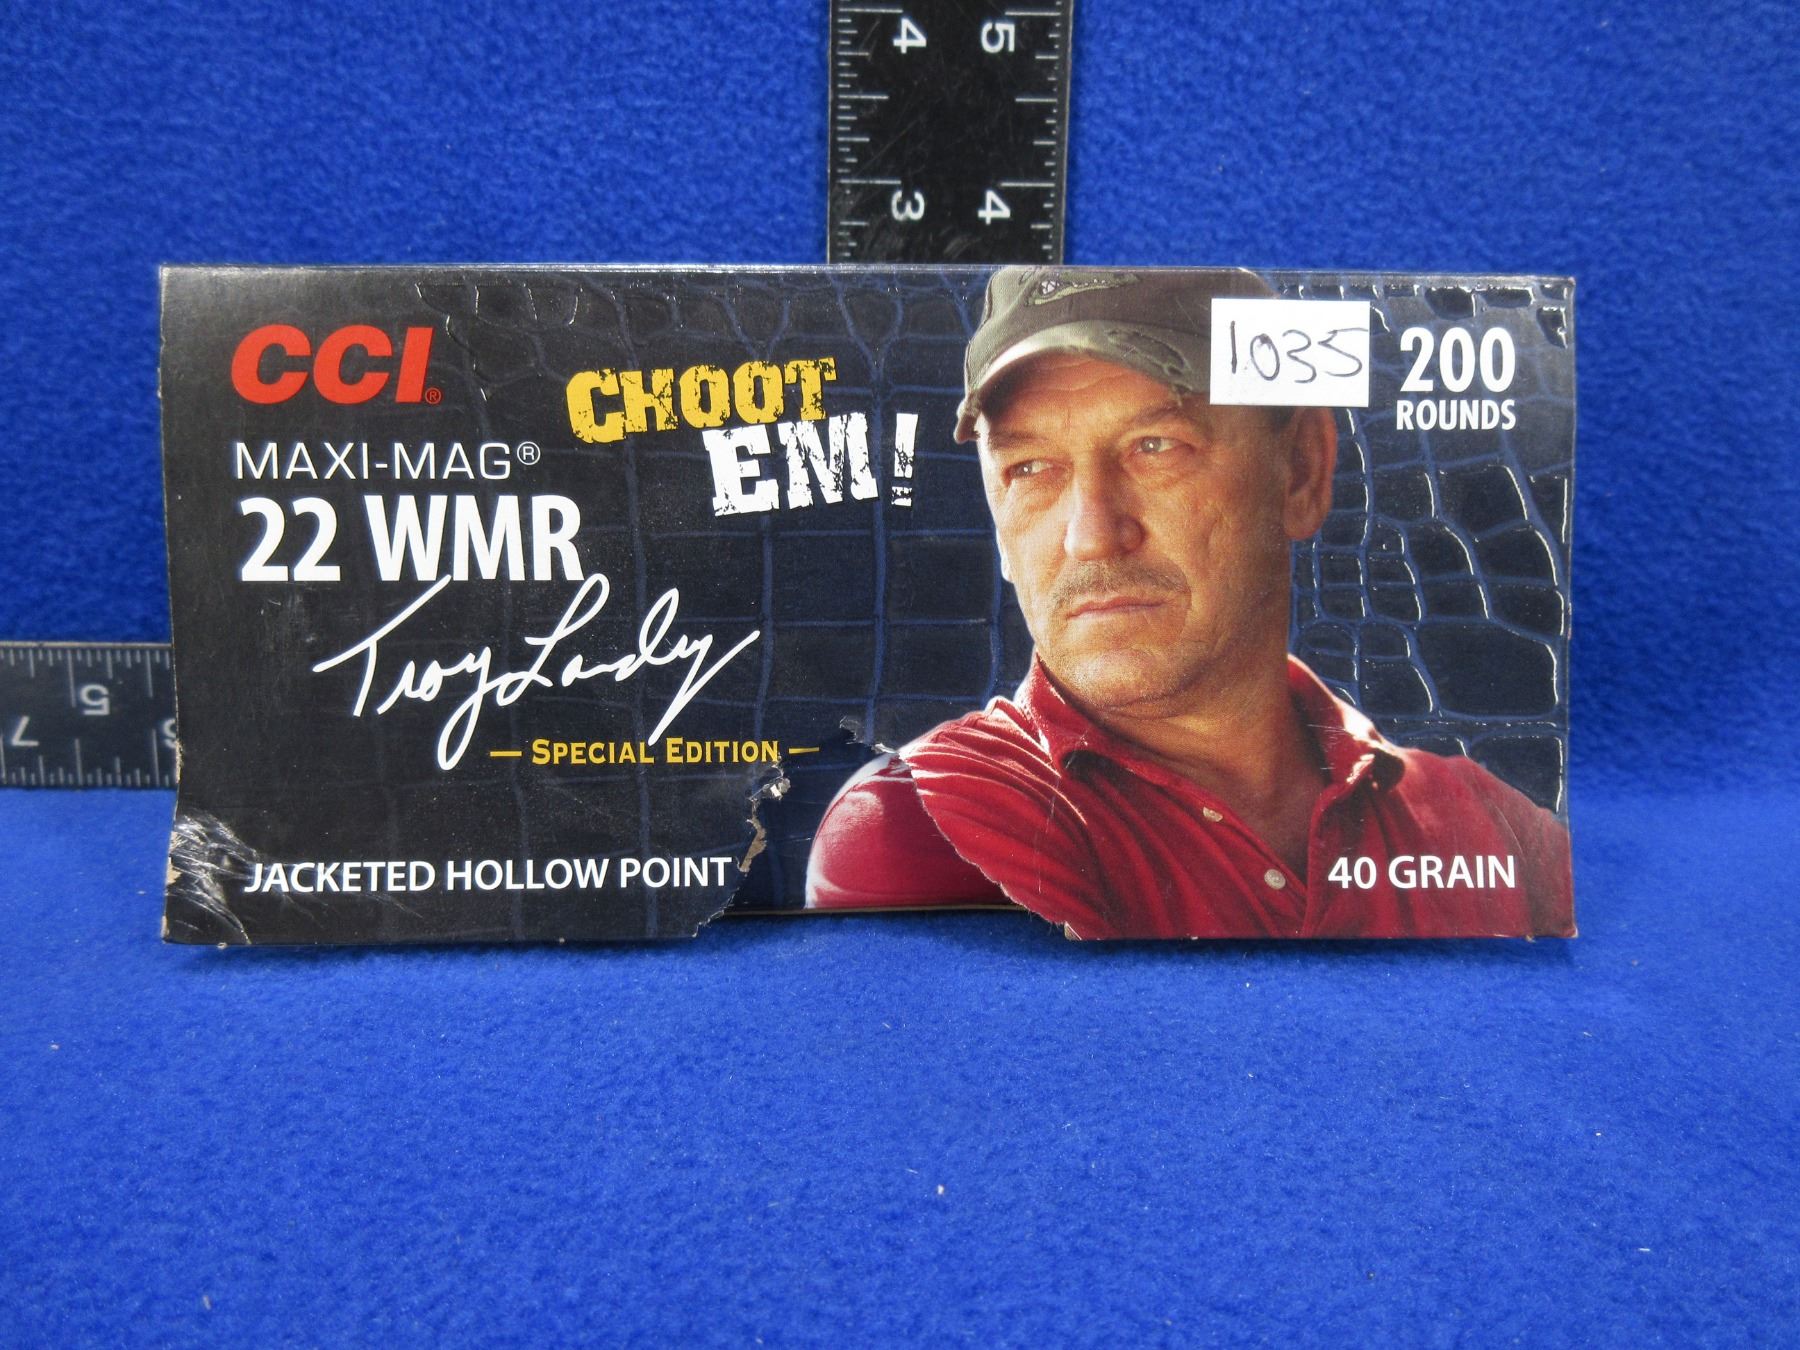 4 5
3 4
CCI®
CHOOT
EM!
1035
200
ROUNDS
MAXI-MAG®
22 WMR
Troy Landry
— SPECIAL EDITION —
5
7
JACKETED HOLLOW POINT
40 GRAIN